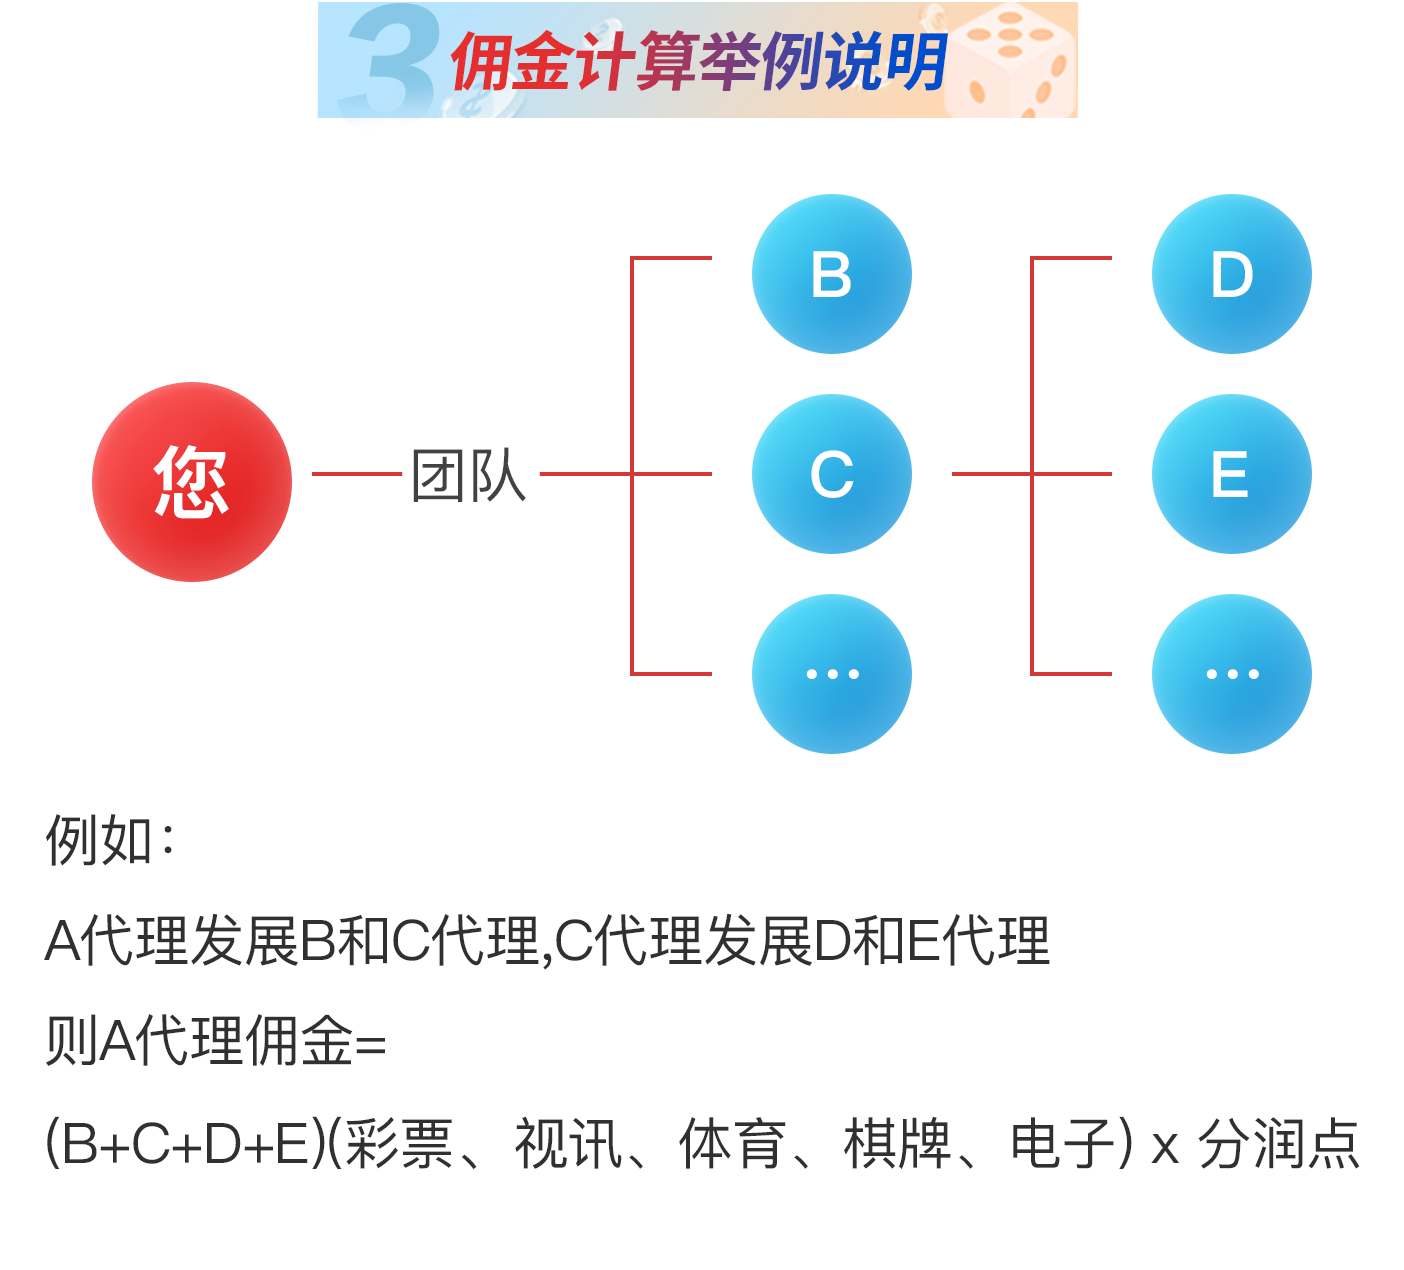 3 佣金计算举例说明
B
D
您
团队
C
E
···
···
例如：
A代理发展B和C代理,C代理发展D和E代理
则A代理佣金=
(B+C+D+E)(彩票、视讯、体育、棋牌、电子) x 分润点